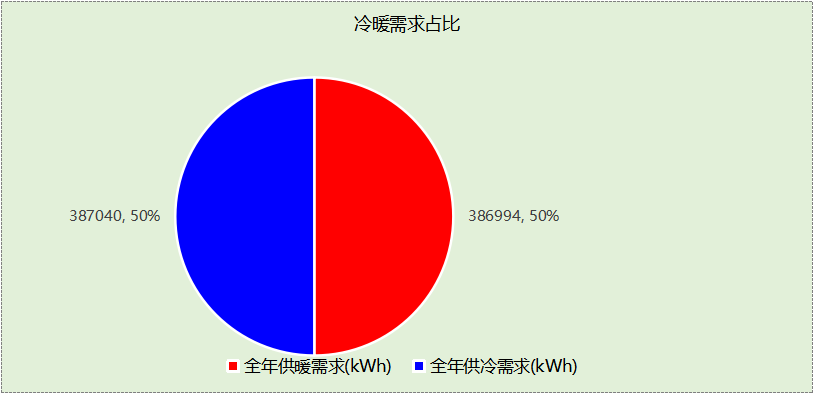 冷暖需求占比
387040, 50%
386994, 50%
全年供暖需求(kWh)
全年供冷需求(kWh)